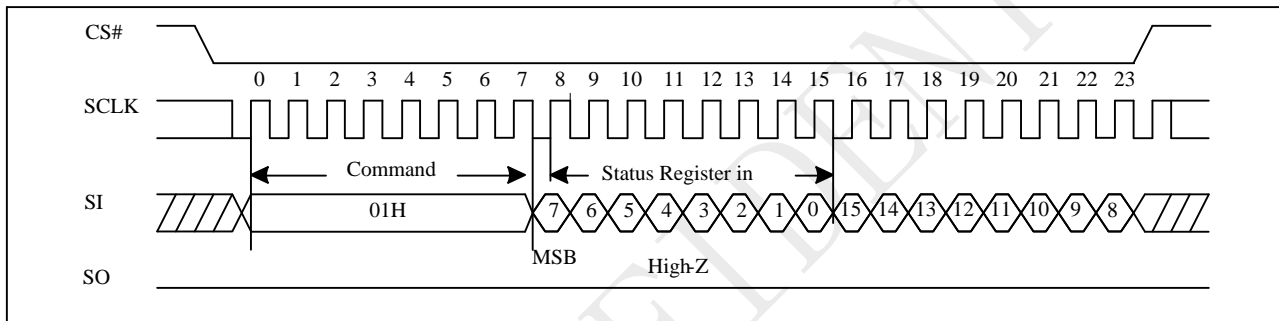 CS#
0 1 2 3 4 5 6 7 8 9 10 11 12 13 14 15 16 17 18 19 20 21 22 23
SCLK
Command Status Register in
SI 01H 7 6 5 4 3 2 1 0 15 14 13 12 11 10 9 8
MSB High-Z
SO